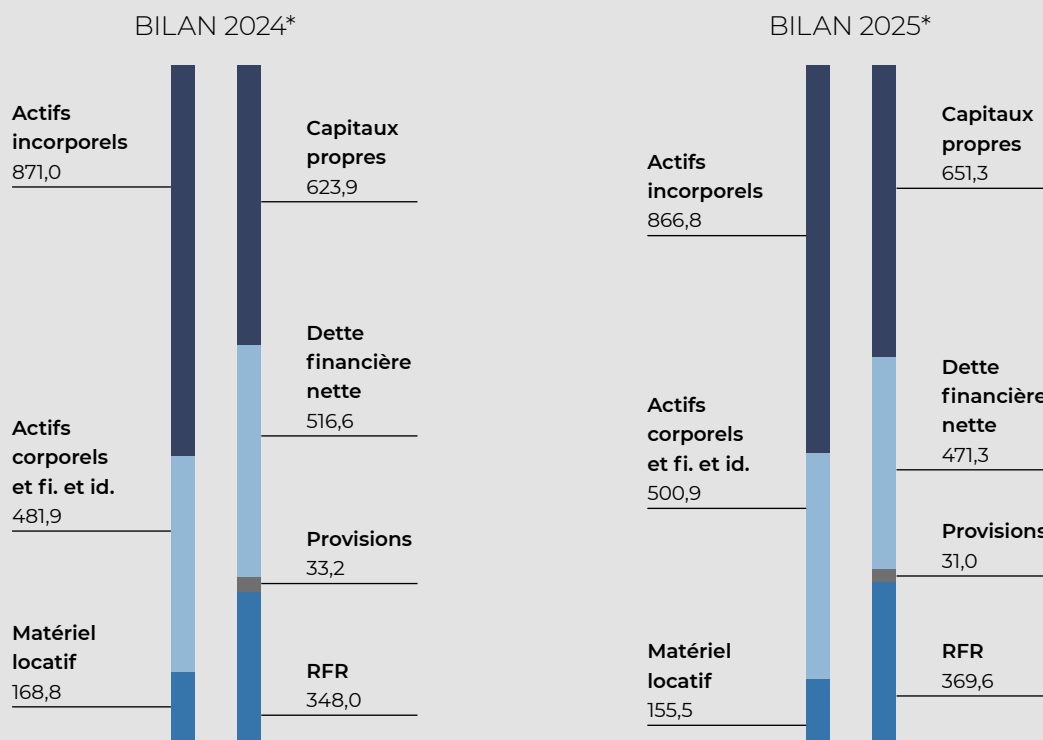 BILAN 2024*
Actifs
incorporels
871,0
Actifs
corporels
et fi. et id.
481,9
Matériel
locatif
168,8
Capitaux
propres
623,9
Dette
financière
nette
516,6
Provisions
33,2
RFR
348,0
BILAN 2025*
Actifs
incorporels
866,8
Actifs
corporels
et fi. et id.
500,9
Matériel
locatif
155,5
Capitaux
propres
651,3
Dette
financière
nette
471,3
Provisions
31,0
RFR
369,6